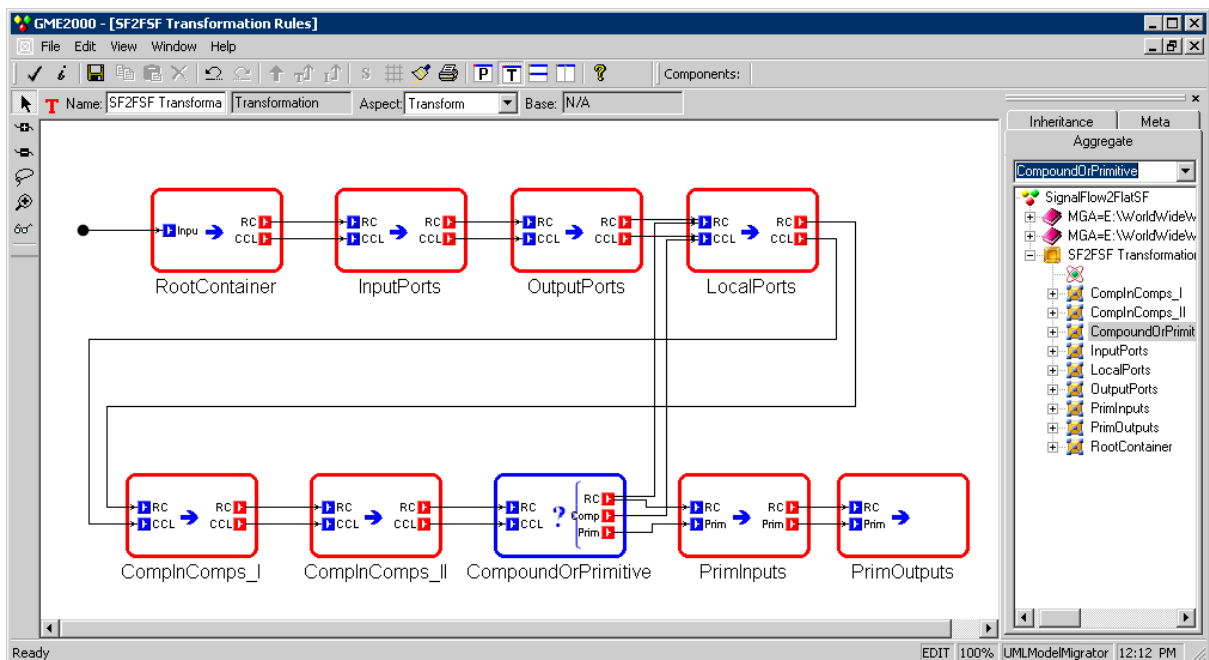 GME2000 - [SF2FSF Transformation Rules]
File Edit View Window Help
Components:
Name: SF2FSF Transforma Transformation Aspect: Transform Base: N/A
Inheritance Meta
Aggregate
CompoundOrPrimitive
SignalFlow2FlatSF
MGA=E:\WorldWideW
MGA=E:\WorldWideW
SF2FSF Transformation
CompInComps_I
CompInComps_II
CompoundOrPrimit
InputPorts
LocalPorts
OutputPorts
PrimInputs
PrimOutputs
RootContainer
Inpu RC RC RC RC RC RC RC
CCL CCL CCL CCL CCL CCL CCL
RootContainer InputPorts OutputPorts LocalPorts
RC RC RC RC RC RC RC RC RC
CCL CCL CCL CCL CCL Comp Prim Prim Prim
Prim
CompInComps_I CompInComps_II CompoundOrPrimitive PrimInputs PrimOutputs
Ready EDIT 100% UMLModelMigrator 12:12 PM